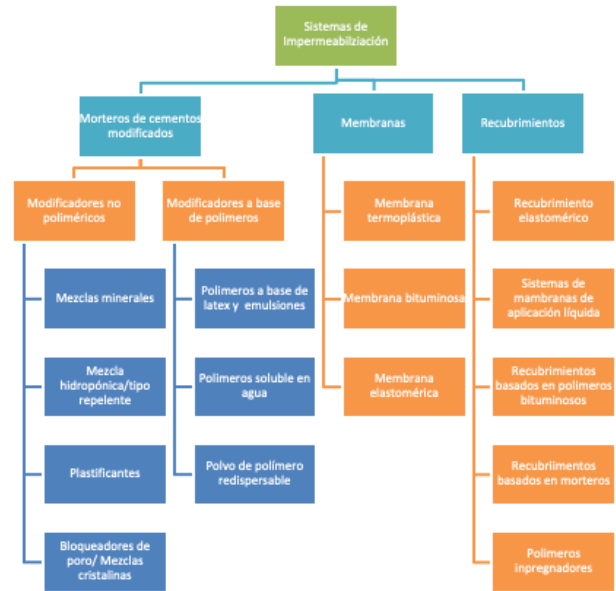 Sistemas de
Impermeabilziación
Morteros de cementos
modificados
Membranas
Recubrimientos
Modificadores no
poliméricos
Modificadores a base
de polimeros
Membrana
termoplástica
Recubrimiento
elastomérico
Mezclas minerales
Polimeros a base de
latex y emulsiones
Membrana bituminosa
Sistemas de
mambranas de
aplicación líquida
Mezcla
hidropónica/tipo
repelente
Polimeros soluble en
agua
Membrana
elastomérica
Recubrimientos
basados en polimeros
bituminosos
Plastificantes
Polvo de polímero
redispersable
Recubriimentos
basados en morteros
Bloqueadores de
poro/ Mezclas
cristalinas
Polimeros
inpregnadores